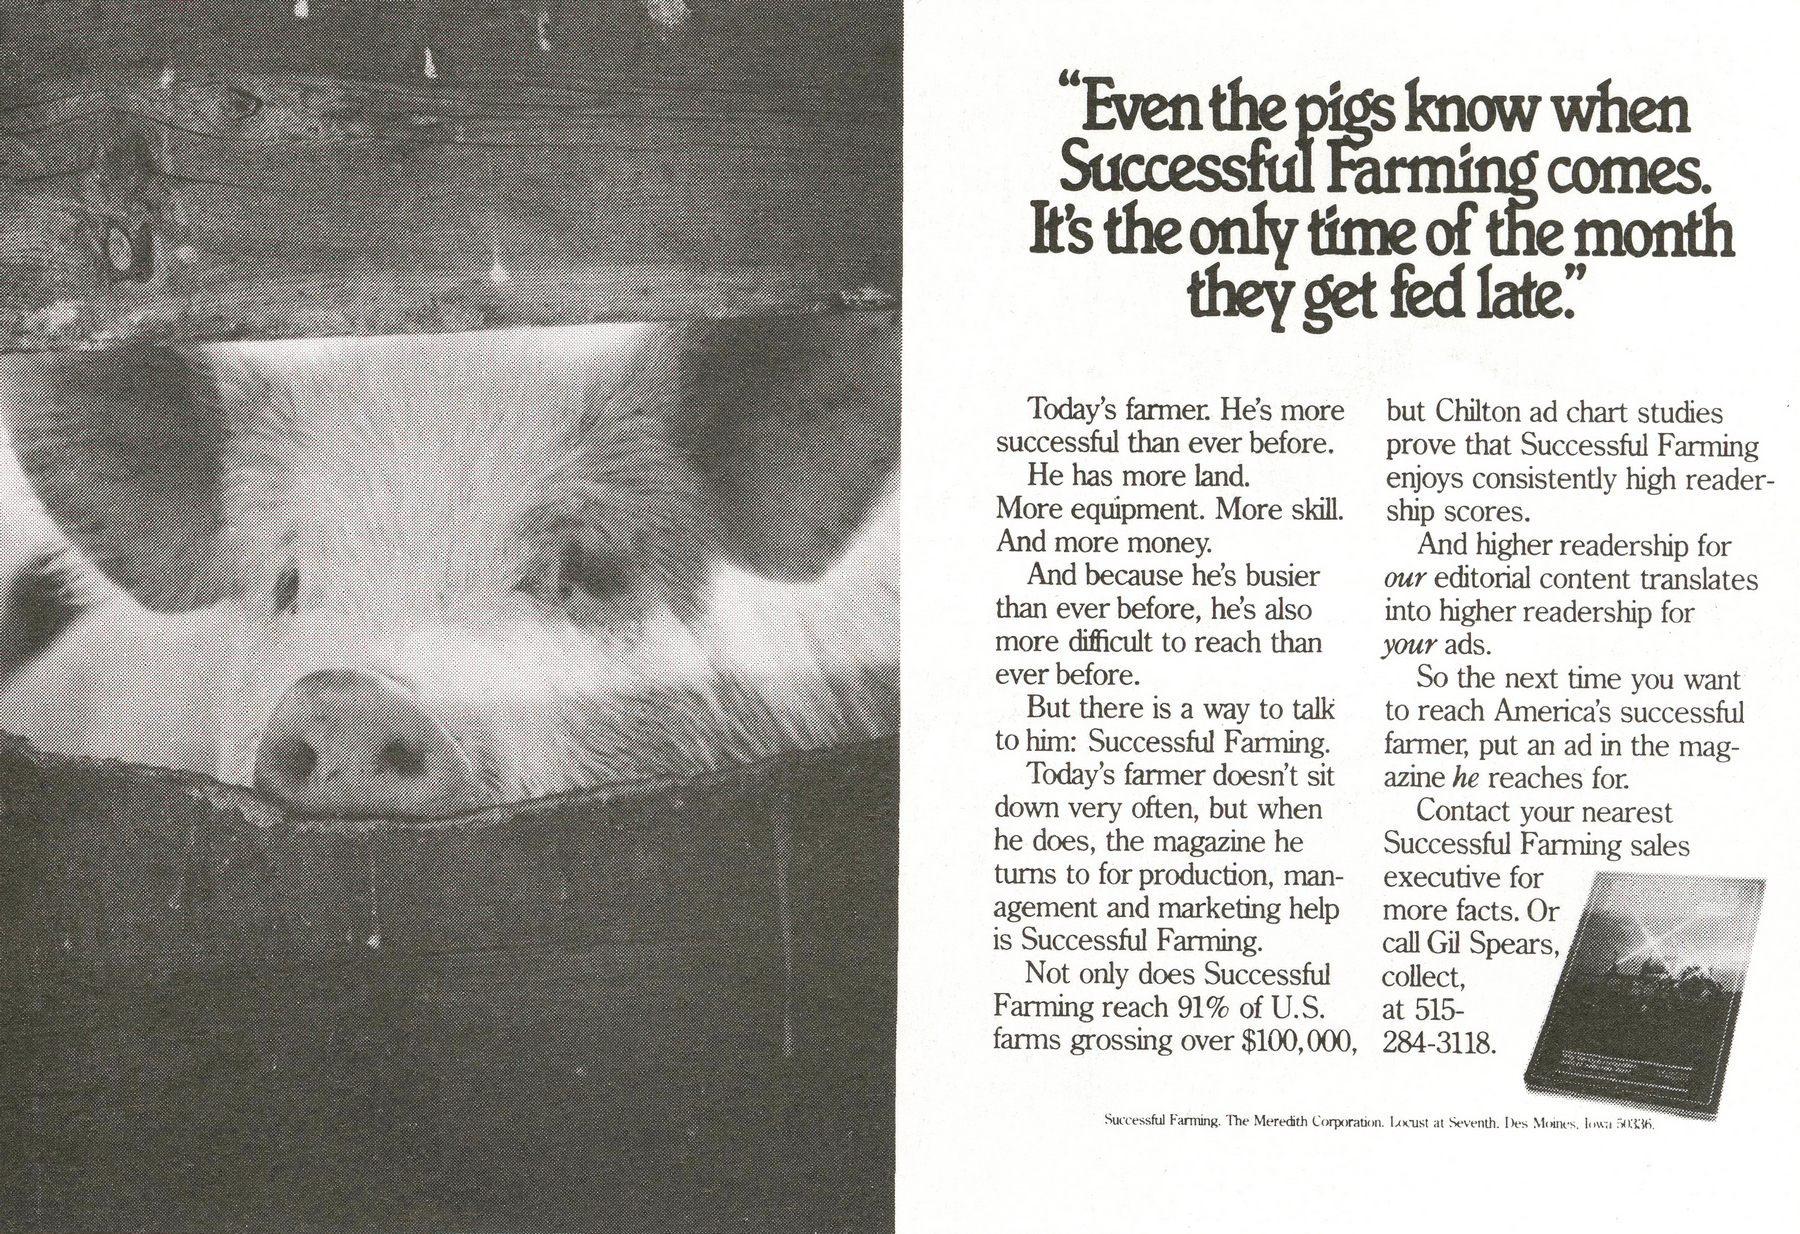 “Even the pigs know when
Successful Farming comes.
It’s the only time of the month
they get fed late.”
Today’s farmer. He’s more
successful than ever before.
He has more land.
More equipment. More skill.
And more money.
And because he’s busier
than ever before, he’s also
more difficult to reach than
ever before.
But there is a way to talk
to him: Successful Farming.
Today’s farmer doesn’t sit
down very often, but when
he does, the magazine he
turns to for production, man-
agement and marketing help
is Successful Farming.
Not only does Successful
Farming reach 91% of U.S.
farms grossing over $100,000,
but Chilton ad chart studies
prove that Successful Farming
enjoys consistently high reader-
ship scores.
And higher readership for
our editorial content translates
into higher readership for
your ads.
So the next time you want
to reach America’s successful
farmer, put an ad in the mag-
azine he reaches for.
Contact your nearest
Successful Farming sales
executive for
more facts. Or
call Gil Spears,
collect,
at 515-
284-3118.
Successful Farming. The Meredith Corporation. Locust at Seventh. Des Moines, Iowa 50336.